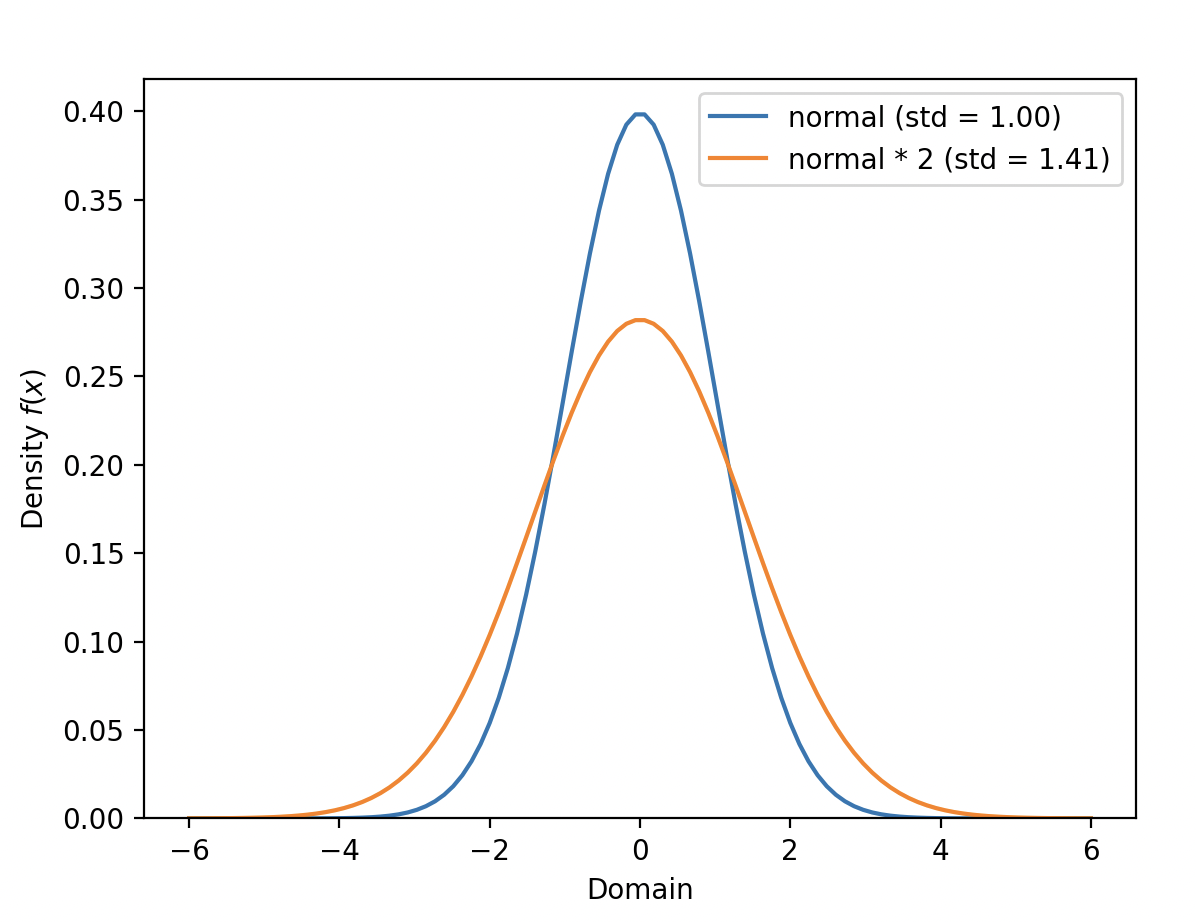 normal (std = 1.00)
normal * 2 (std = 1.41)
0.40
0.35
0.30
0.25
0.20
0.15
0.10
0.05
0.00
Density f(x)
−6 −4 −2 0 2 4 6
Domain